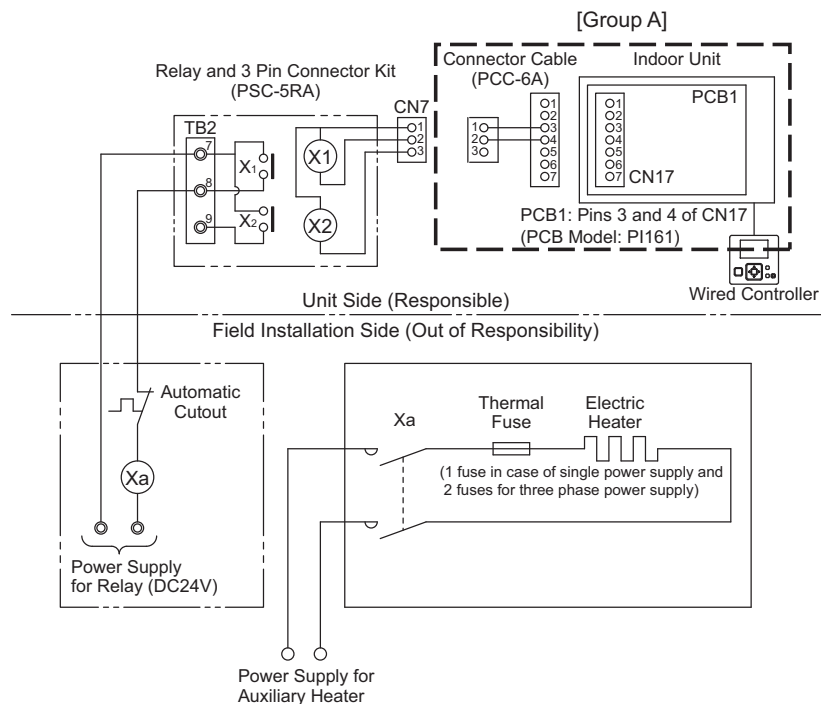 [Group A]
Relay and 3 Pin Connector Kit
(PSC-5RA)
Connector Cable
(PCC-6A)
Indoor Unit
CN7
TB2
7
8
9
X1
X2
X1
X2
1
2
3
1
2
3
1
2
3
4
5
6
7
1
2
3
4
5
6
7
PCB1
CN17
PCB1: Pins 3 and 4 of CN17
(PCB Model: PI161)
Wired Controller
Unit Side (Responsible)
Field Installation Side (Out of Responsibility)
Automatic
Cutout
Xa
Power Supply
for Relay (DC24V)
Xa
Thermal
Fuse
Electric
Heater
(1 fuse in case of single power supply and
2 fuses for three phase power supply)
Power Supply for
Auxiliary Heater